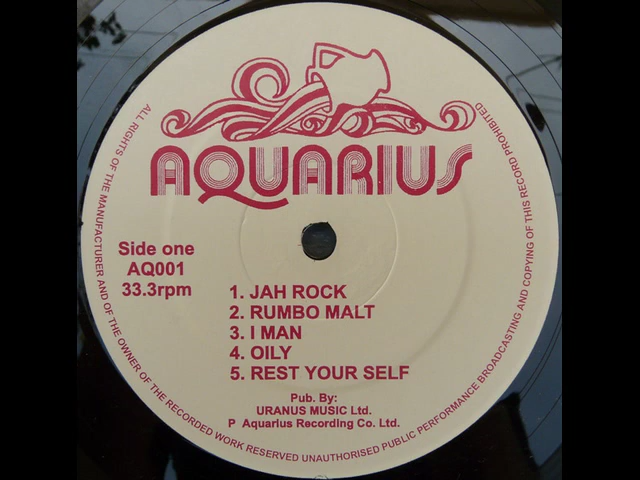 AQUARIUS
Side one
AQ001
33.3rpm
1. JAH ROCK
2. RUMBO MALT
3. I MAN
4. OILY
5. REST YOUR SELF
Pub. By:
URANUS MUSIC Ltd.
P Aquarius Recording Co. Ltd.
ALL RIGHTS OF THE MANUFACTURER AND OF THE OWNER OF THE RECORDED WORK RESERVED UNAUTHORISED PUBLIC PERFORMANCE BROADCASTING AND COPYING OF THIS RECORD PROHIBITED